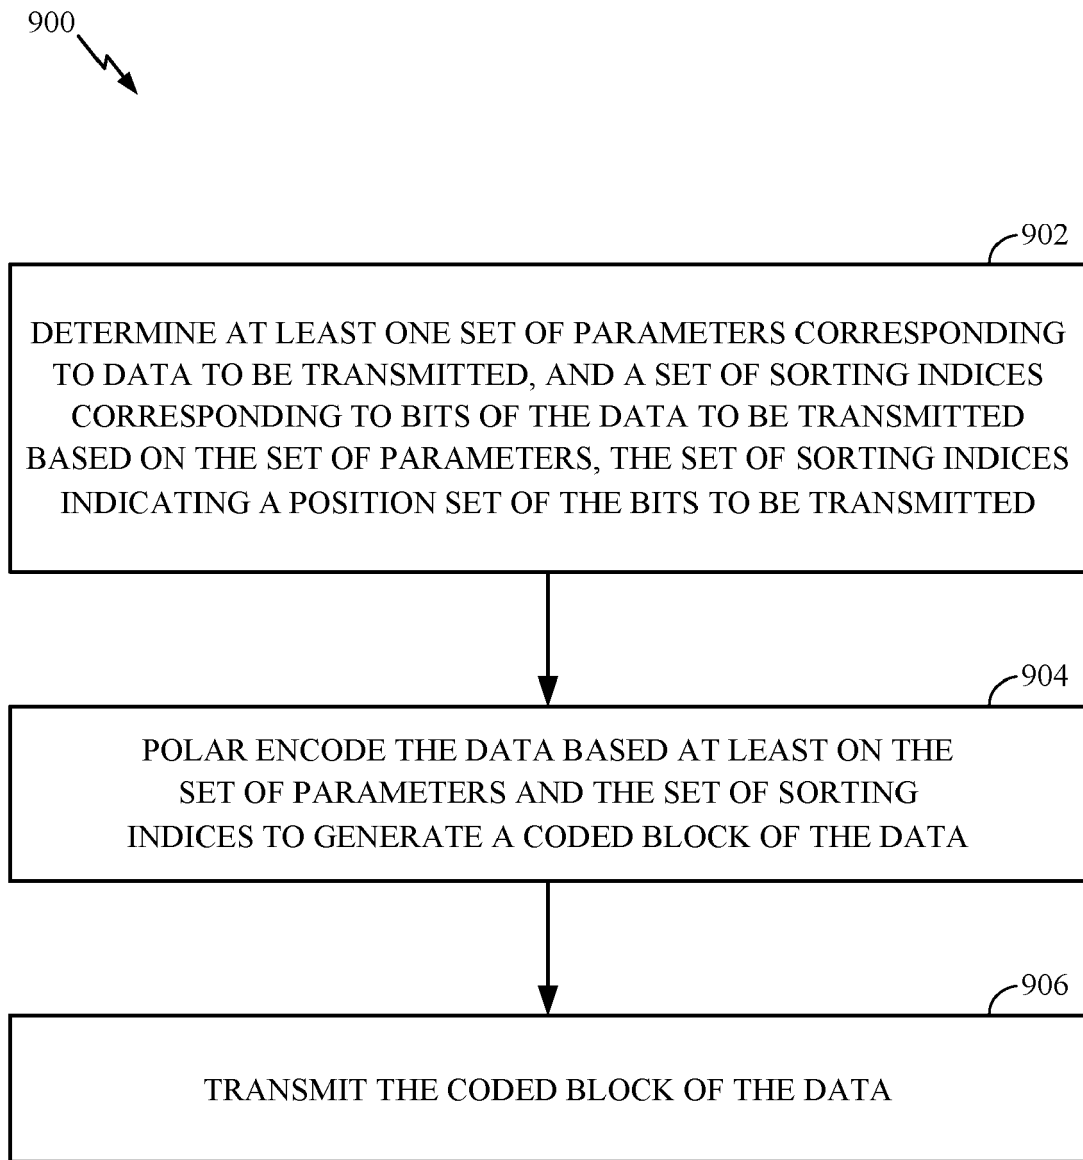 900
902
DETERMINE AT LEAST ONE SET OF PARAMETERS CORRESPONDING
TO DATA TO BE TRANSMITTED, AND A SET OF SORTING INDICES
CORRESPONDING TO BITS OF THE DATA TO BE TRANSMITTED
BASED ON THE SET OF PARAMETERS, THE SET OF SORTING INDICES
INDICATING A POSITION SET OF THE BITS TO BE TRANSMITTED
904
POLAR ENCODE THE DATA BASED AT LEAST ON THE
SET OF PARAMETERS AND THE SET OF SORTING
INDICES TO GENERATE A CODED BLOCK OF THE DATA
906
TRANSMIT THE CODED BLOCK OF THE DATA